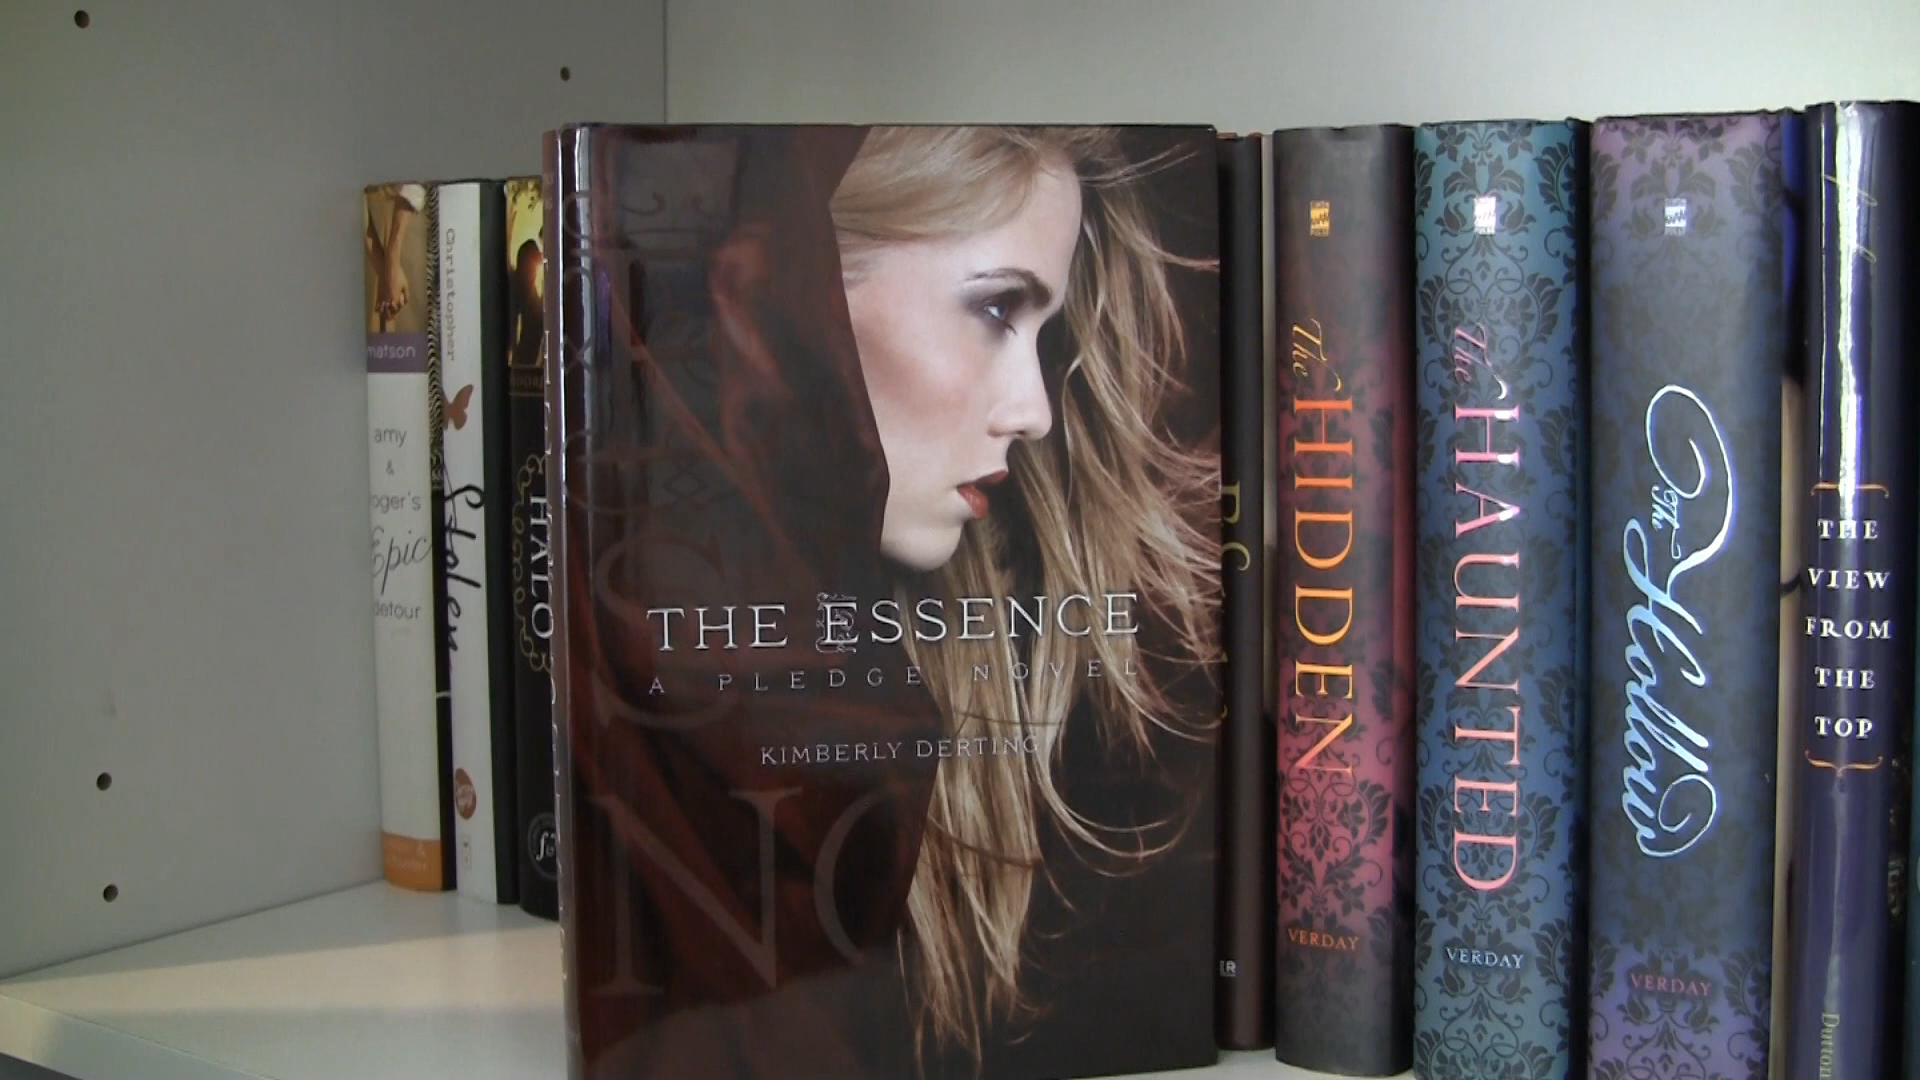 matson
amy
&
oger's
Epic
detour
Christopher
Stolen
HALO
THE ESSENCE
A PLEDGE NOVEL
KIMBERLY DERTING
The HIDDEN
VERDAY
The HAUNTED
VERDAY
The Hollow
VERDAY
THE
VIEW
FROM
THE
TOP
Dutton